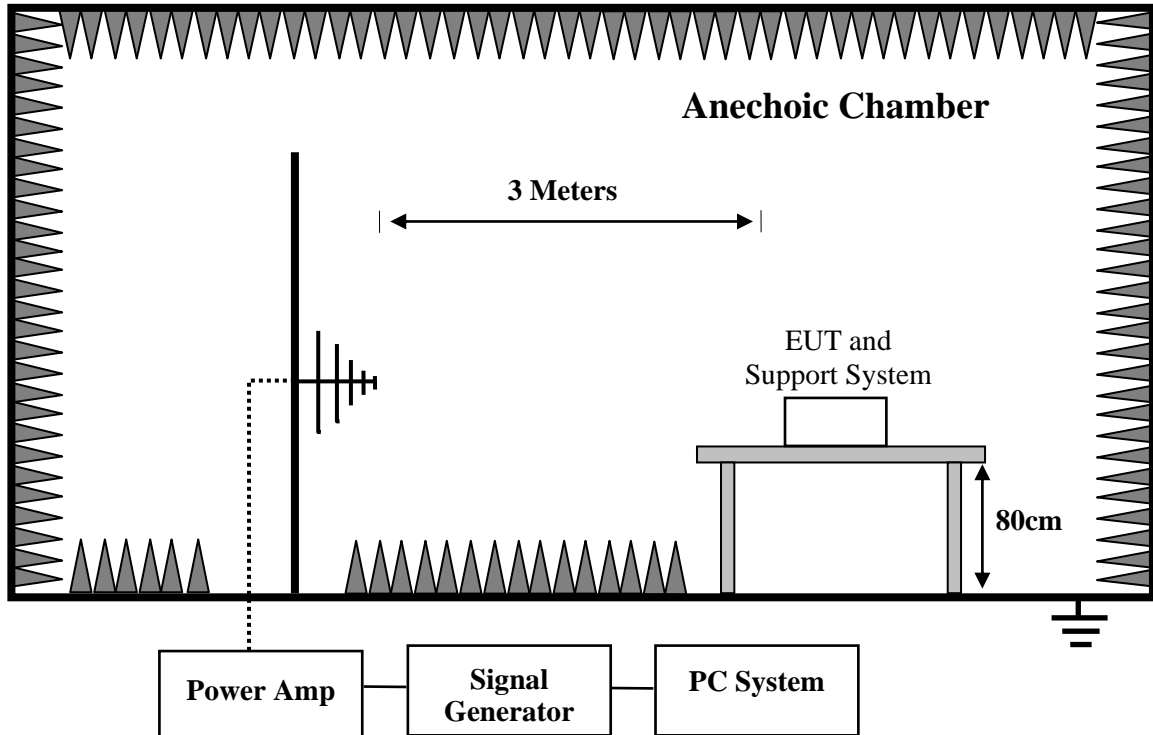 Anechoic Chamber
3 Meters
EUT and
Support System
80cm
Power Amp
Signal
Generator
PC System